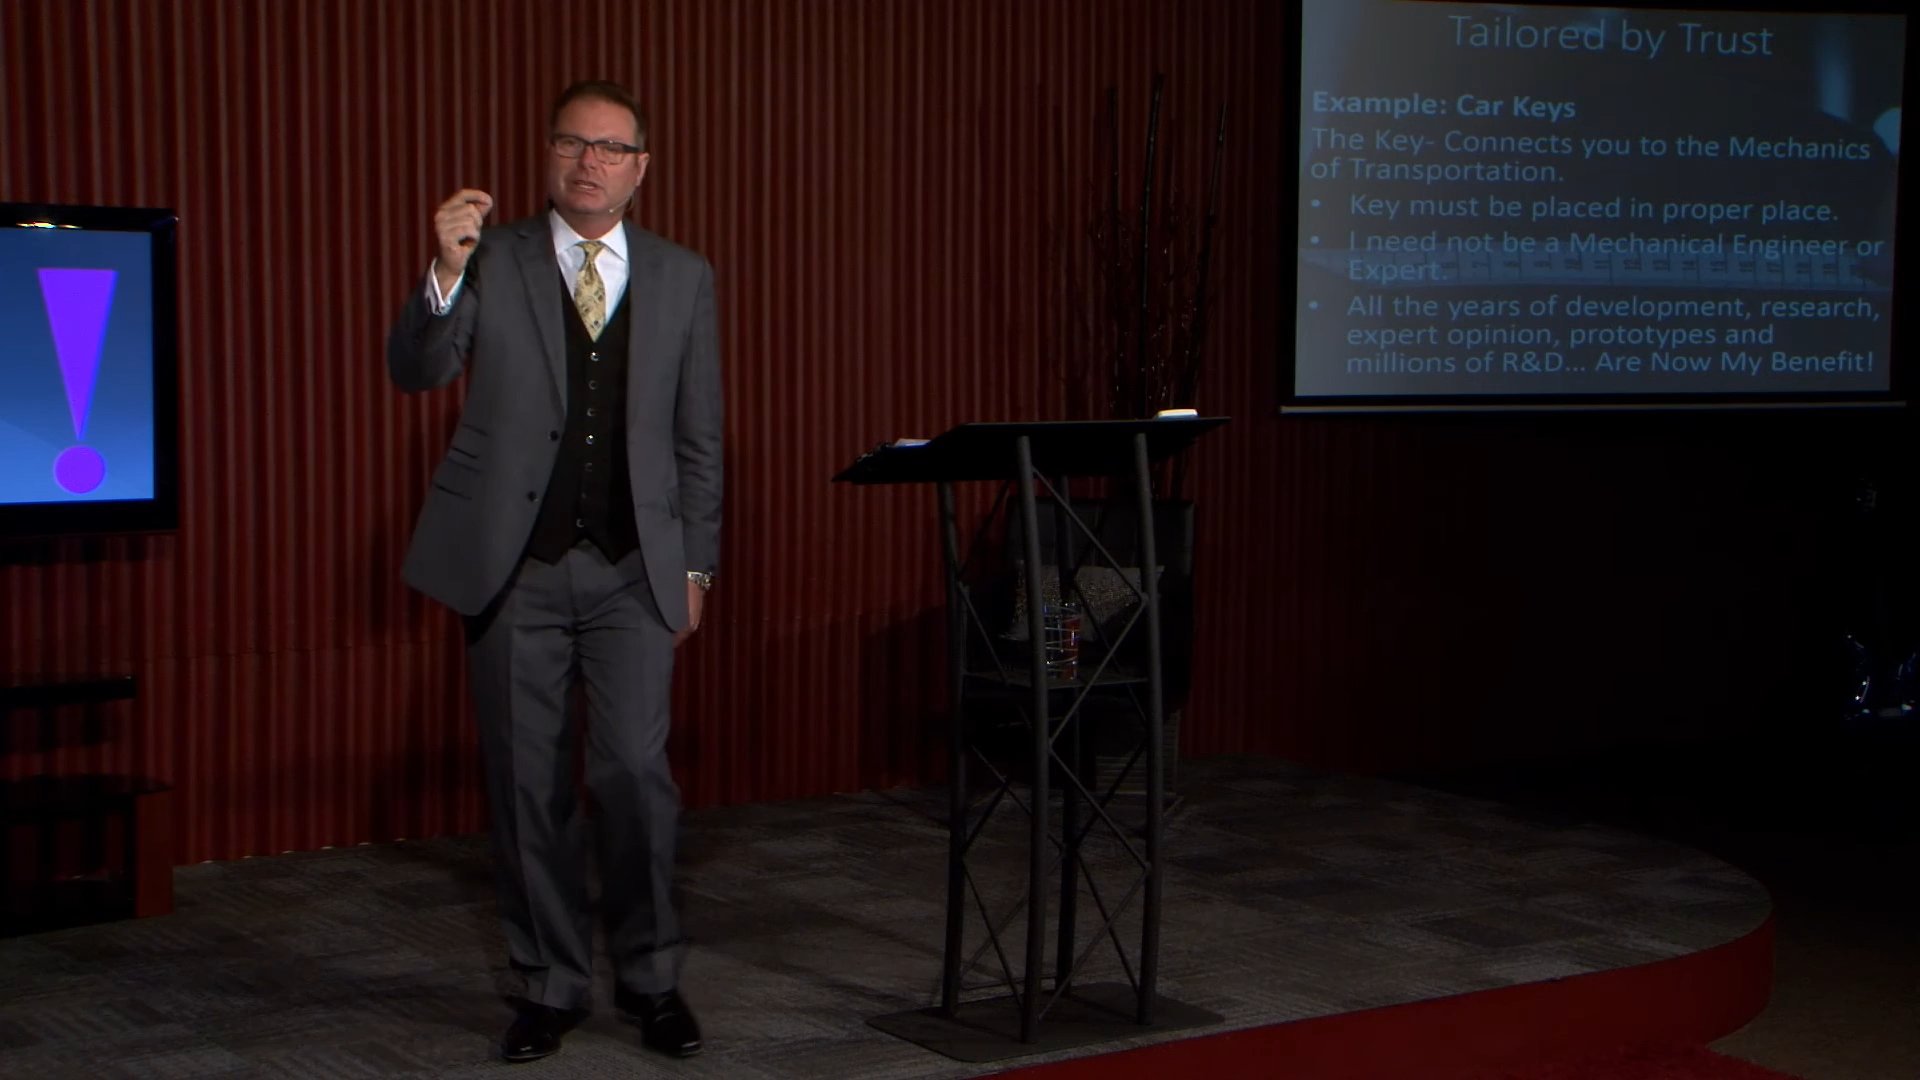 !
Tailored by Trust
Example: Car Keys
The Key- Connects you to the Mechanics
of Transportation.
• Key must be placed in proper place.
• I need not be a Mechanical Engineer or
Expert.
• All the years of development, research,
expert opinion, prototypes and
millions of R&D... Are Now My Benefit!